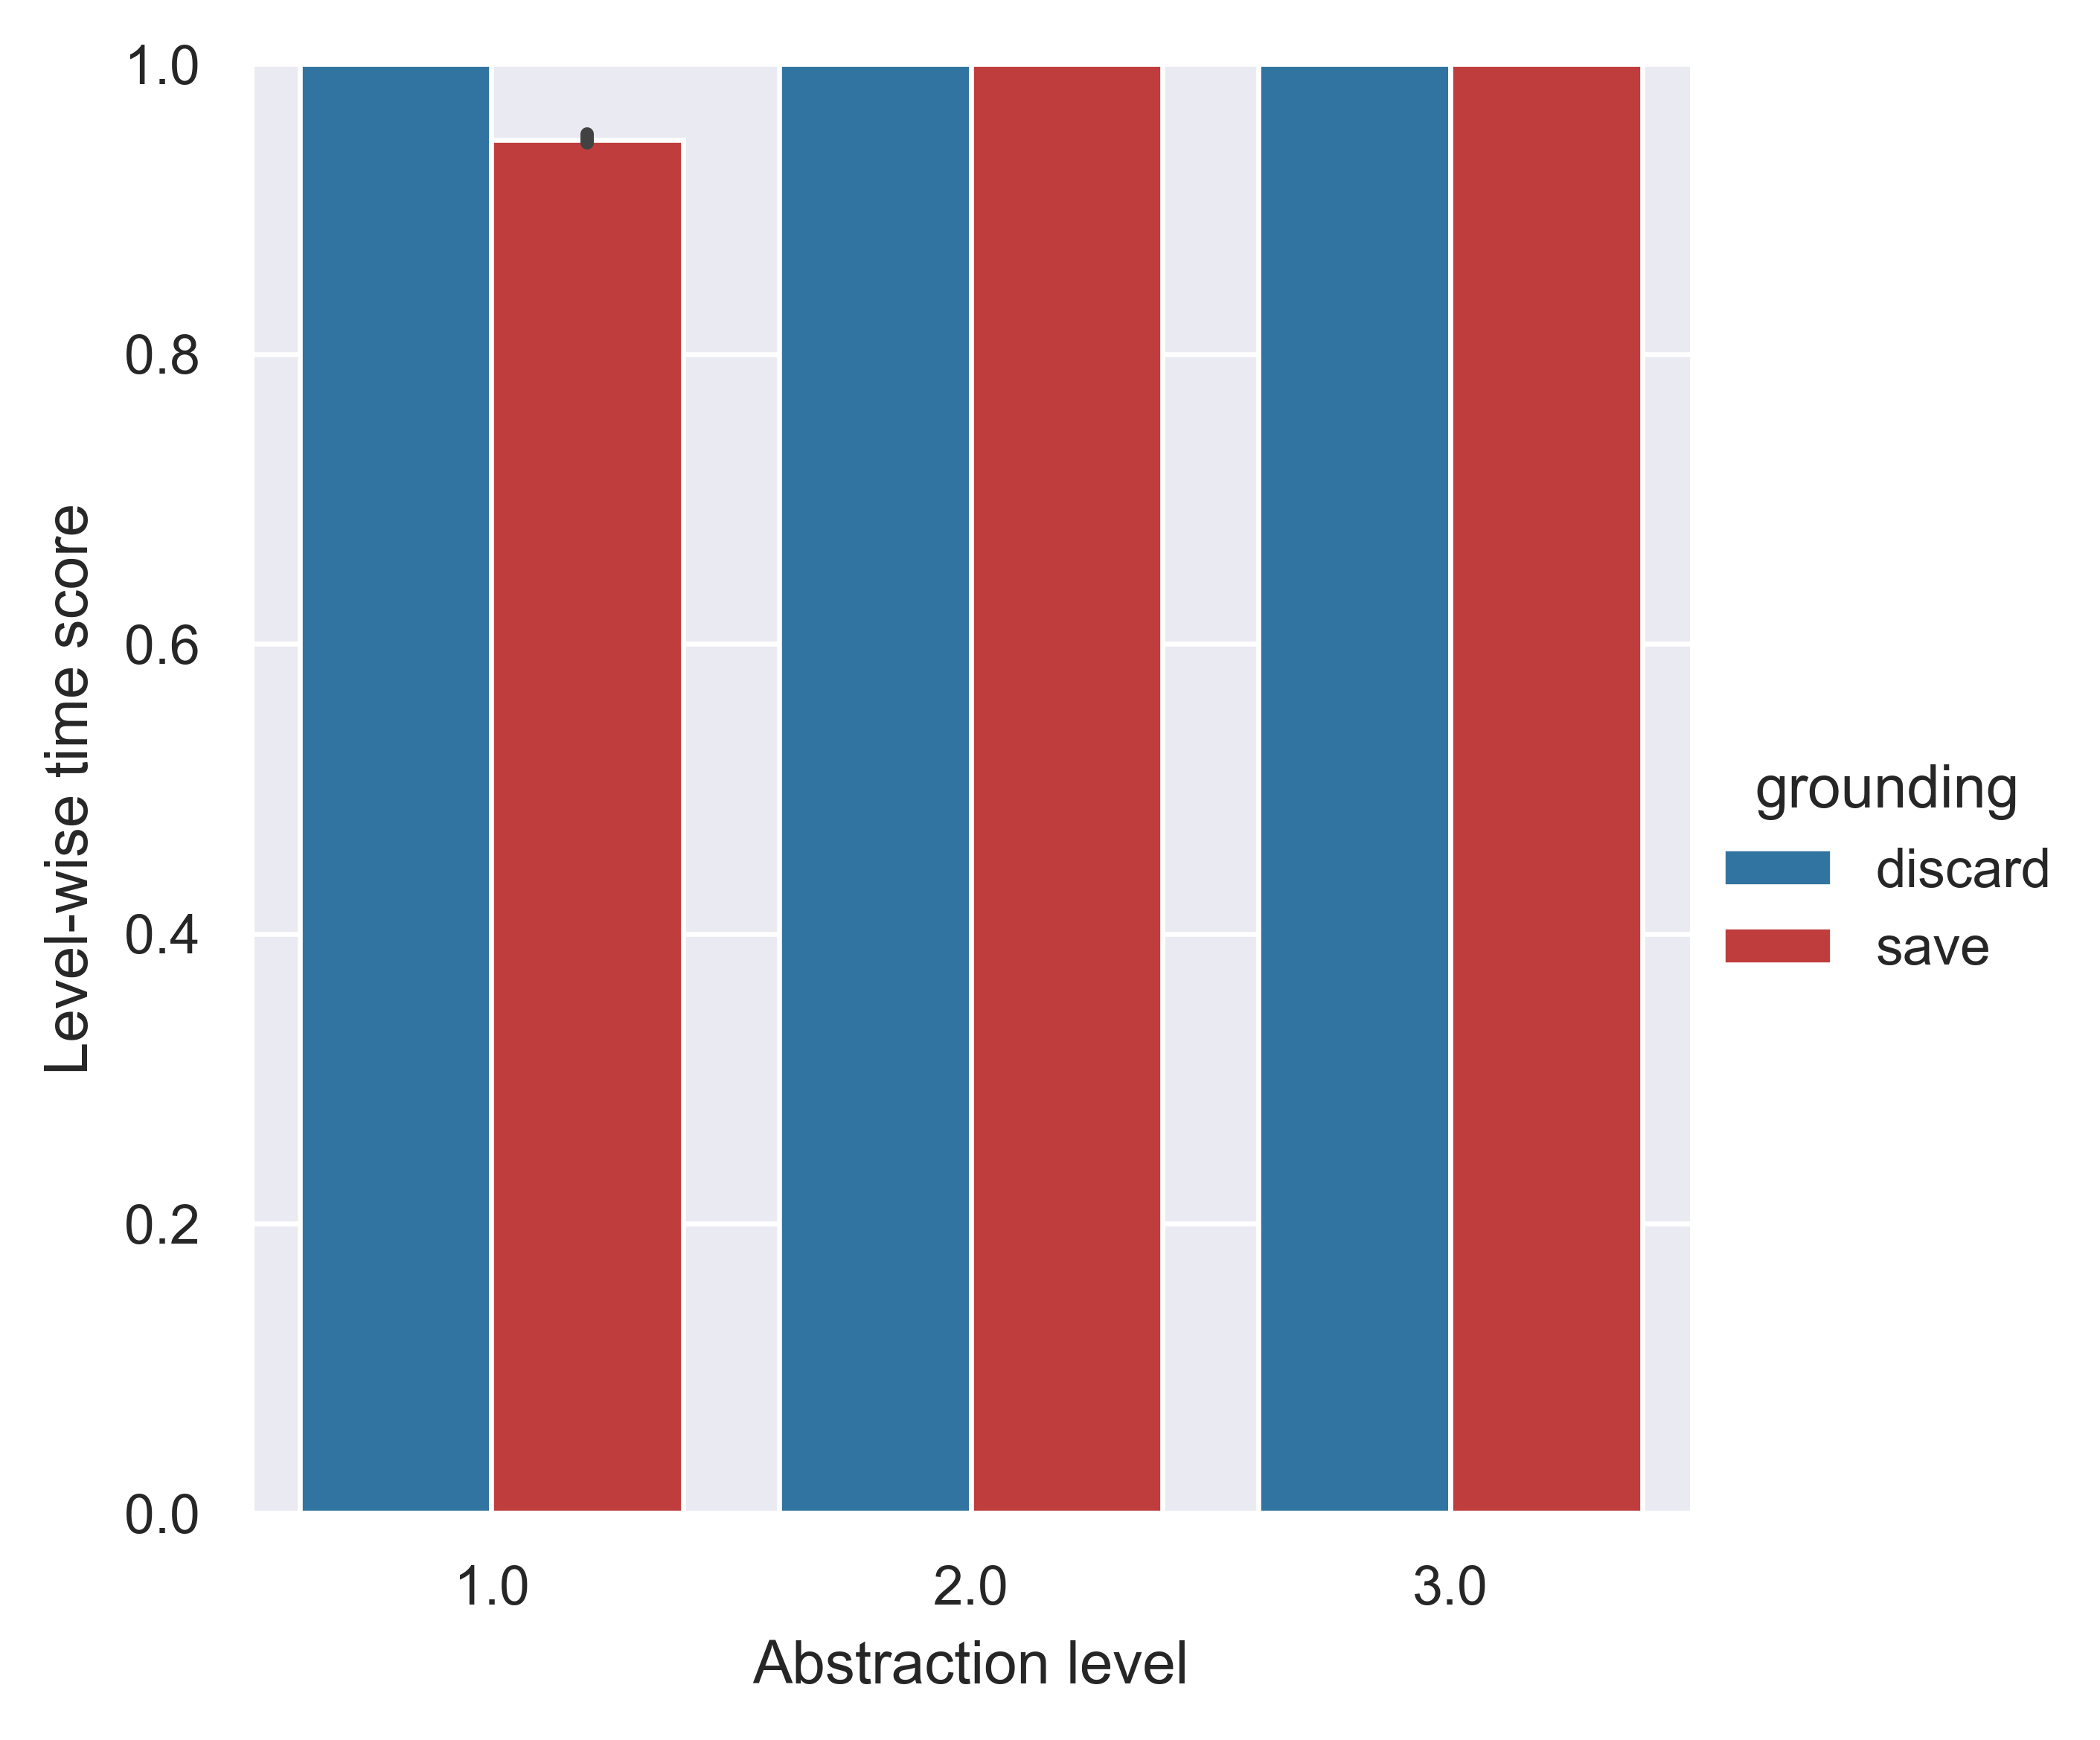 1.0
0.8
0.6
0.4
0.2
0.0
Level-wise time score
1.0 2.0 3.0
Abstraction level
grounding
discard
save